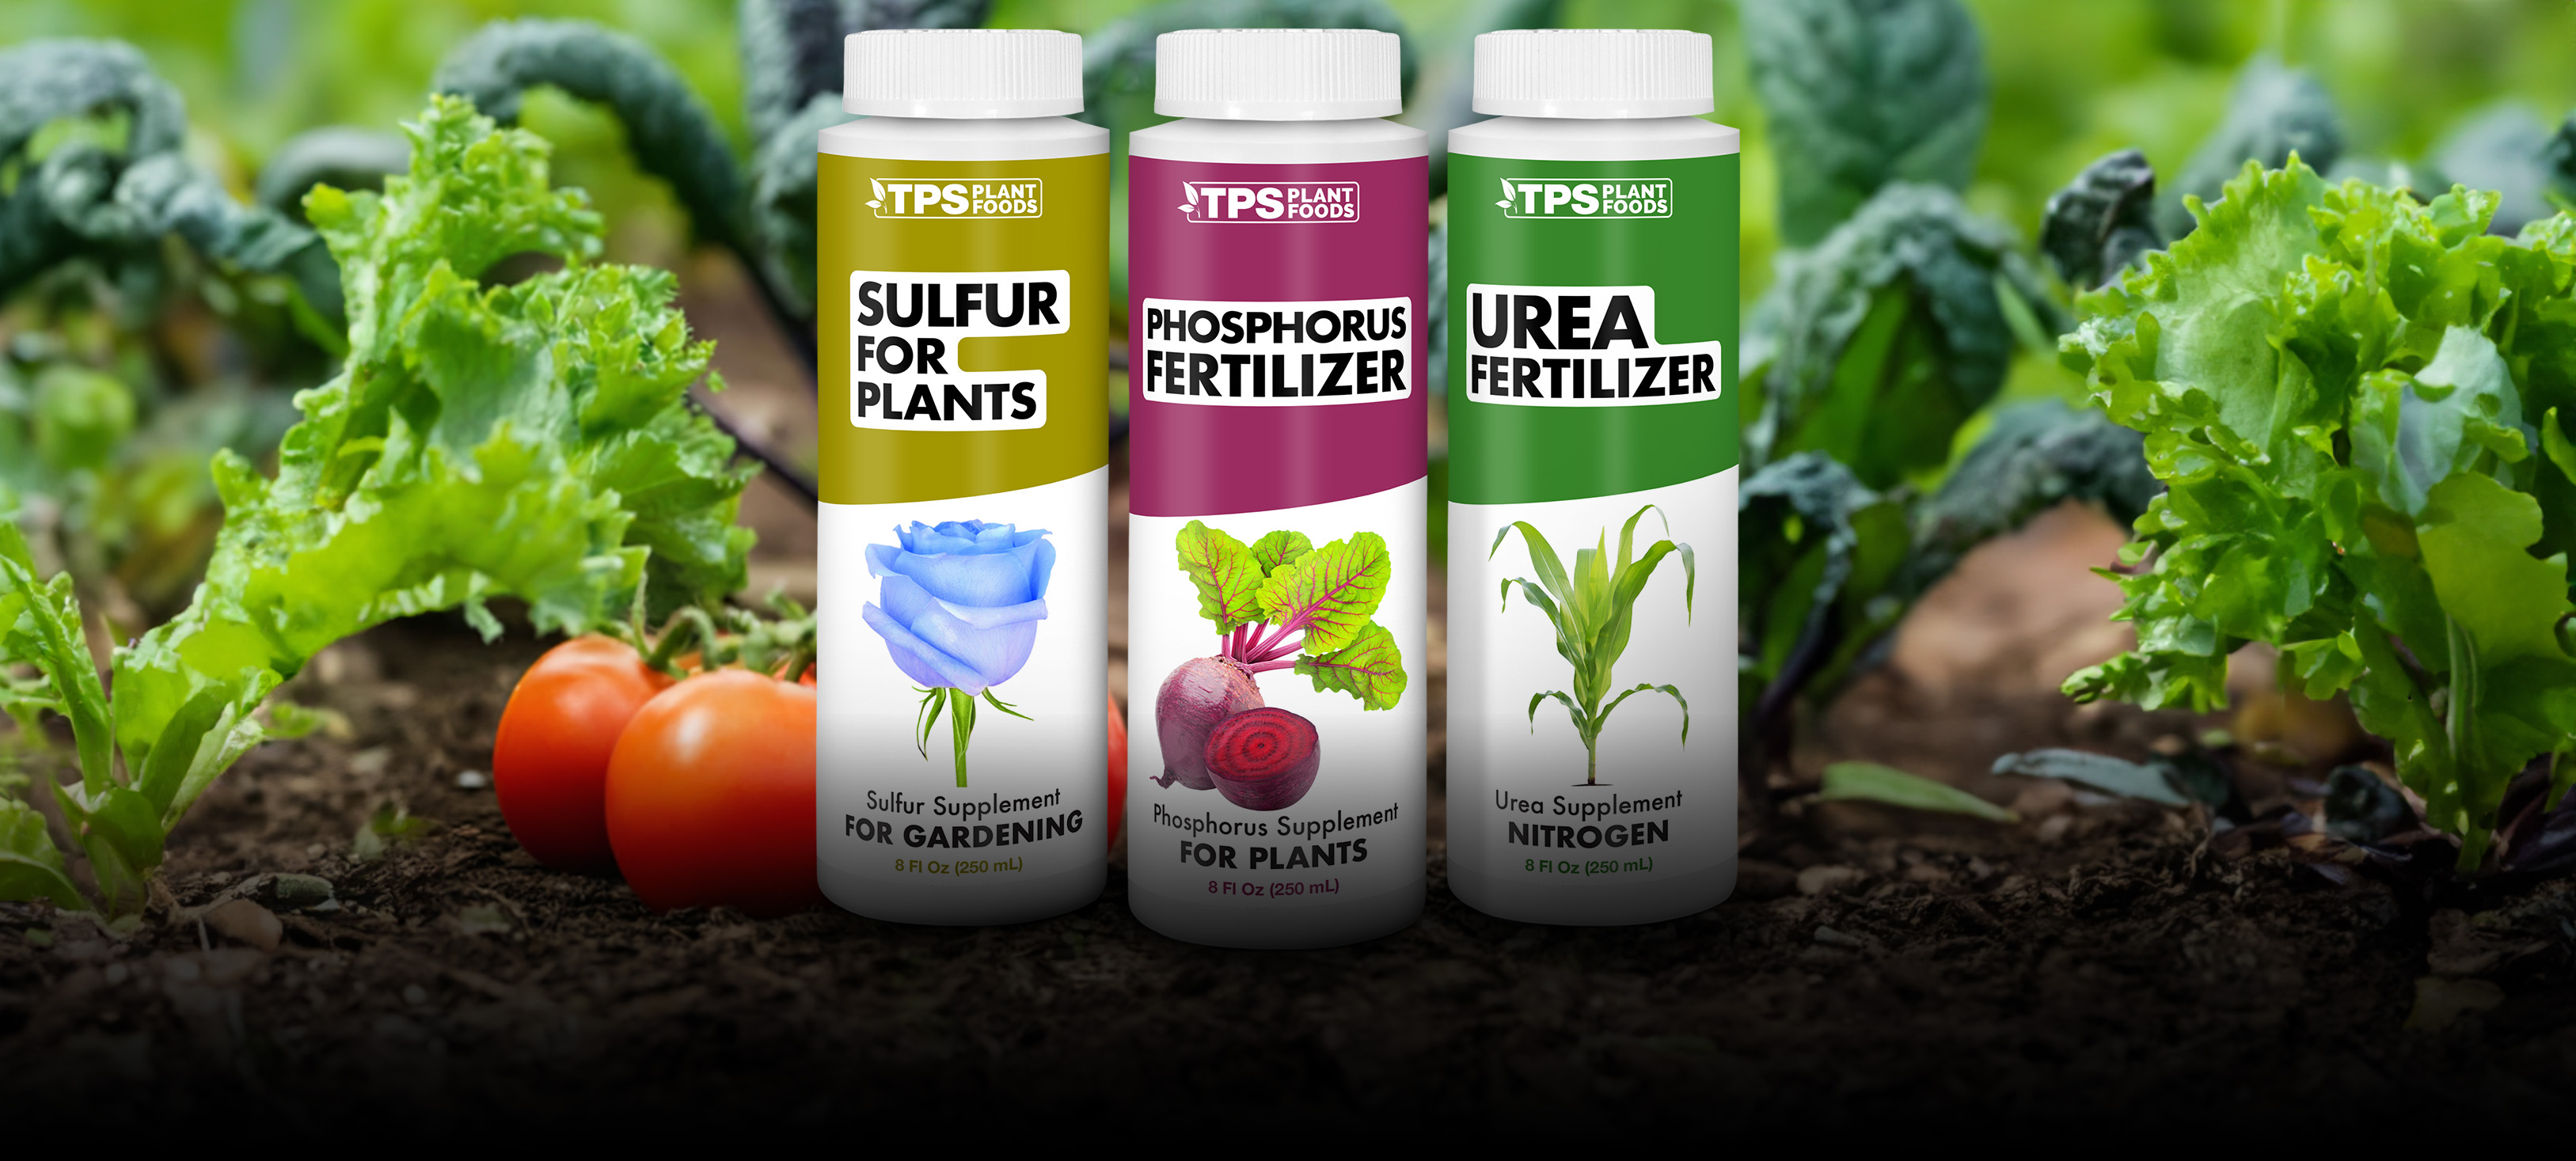 TPS PLANT FOODS
SULFUR
FOR
PLANTS
Sulfur Supplement
FOR GARDENING
8 Fl Oz (250 mL)
TPS PLANT FOODS
PHOSPHORUS
FERTILIZER
Phosphorus Supplement
FOR PLANTS
8 Fl Oz (250 mL)
TPS PLANT FOODS
UREA
FERTILIZER
Urea Supplement
NITROGEN
8 Fl Oz (250 mL)